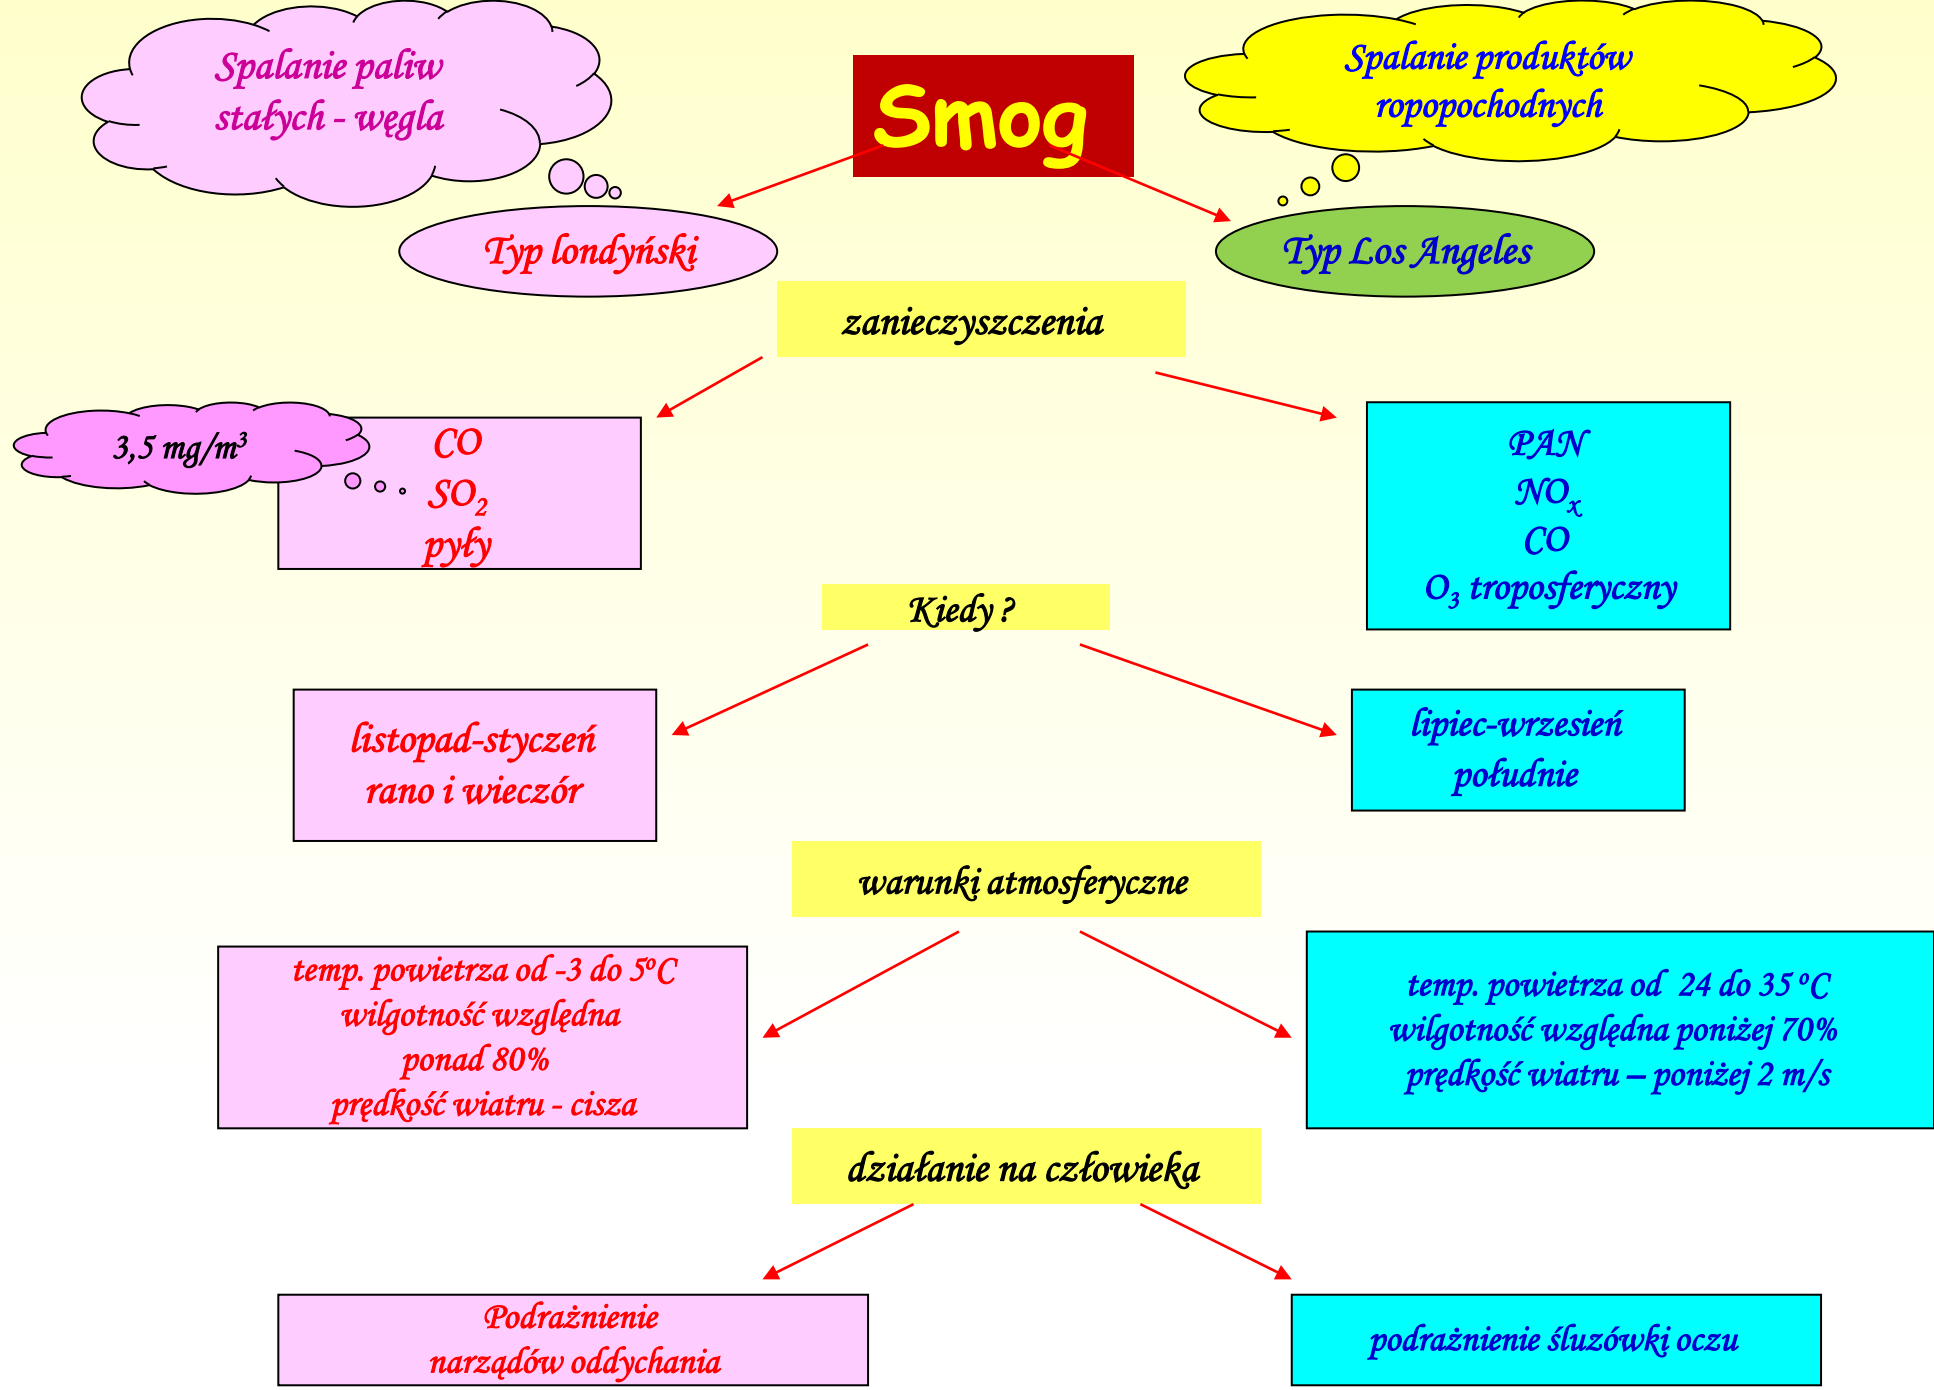 Spalanie paliw
stałych - węgla
Smog
Spalanie produktów
ropopochodnych
Typ londyński
Typ Los Angeles
zanieczyszczenia
3,5 mg/m³
CO
SO₂
pyły
PAN
NOₓ
CO
O₃ troposferyczny
Kiedy ?
listopad-styczeń
rano i wieczór
lipiec-wrzesień
południe
warunki atmosferyczne
temp. powietrza od -3 do 5ºC
wilgotność względna
ponad 80%
prędkość wiatru - cisza
temp. powietrza od  24 do 35 ºC
wilgotność względna poniżej 70%
prędkość wiatru – poniżej 2 m/s
działanie na człowieka
Podrażnienie
narządów oddychania
podrażnienie śluzówki oczu